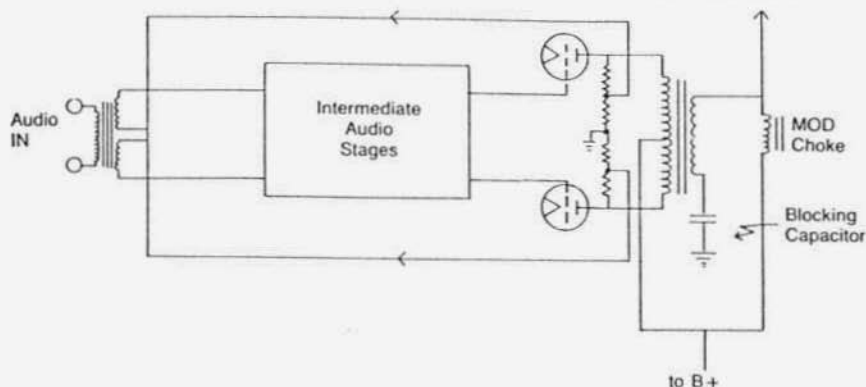 Audio
IN
Intermediate
Audio
Stages
MOD
Choke
Blocking
Capacitor
to B+